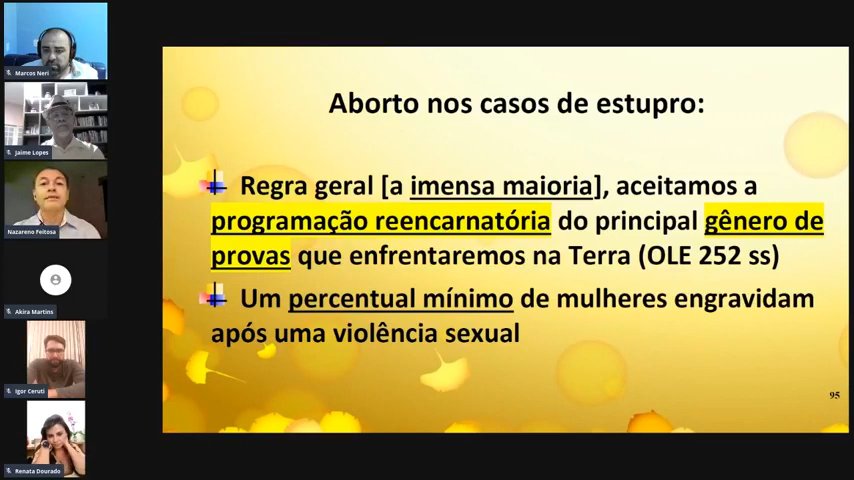 Marcos Neri
Jaime Lopes
Nazareno Feitosa
Akira Martins
Igor Ceruti
Renata Dourado
Aborto nos casos de estupro:
Regra geral [a imensa maioria], aceitamos a
programação reencarnatória do principal gênero de
provas que enfrentaremos na Terra (OLE 252 ss)
Um percentual mínimo de mulheres engravidam
após uma violência sexual
95